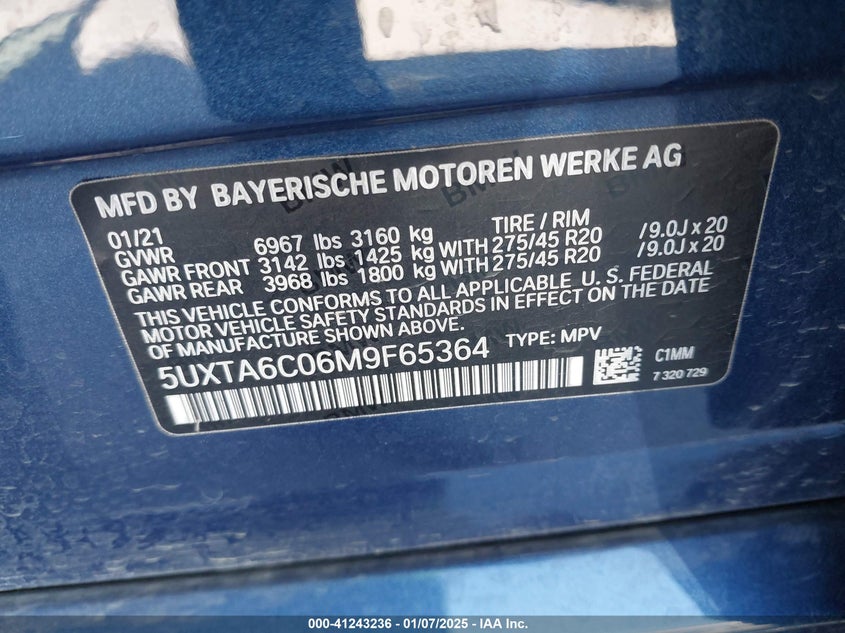 MFD BY BAYERISCHE MOTOREN WERKE AG
01/21 TIRE / RIM
GVWR 6967 lbs 3160 kg
GAWR FRONT 3142 lbs 1425 kg WITH 275/45 R20 /9.0J x 20
GAWR REAR 3968 lbs 1800 kg WITH 275/45 R20 /9.0J x 20
THIS VEHICLE CONFORMS TO ALL APPLICABLE U. S. FEDERAL
MOTOR VEHICLE SAFETY STANDARDS IN EFFECT ON THE DATE
OF MANUFACTURE SHOWN ABOVE.
5UXTA6C06M9F65364 TYPE: MPV
C1MM
7 320 729
000-41243236 - 01/07/2025 - IAA Inc.